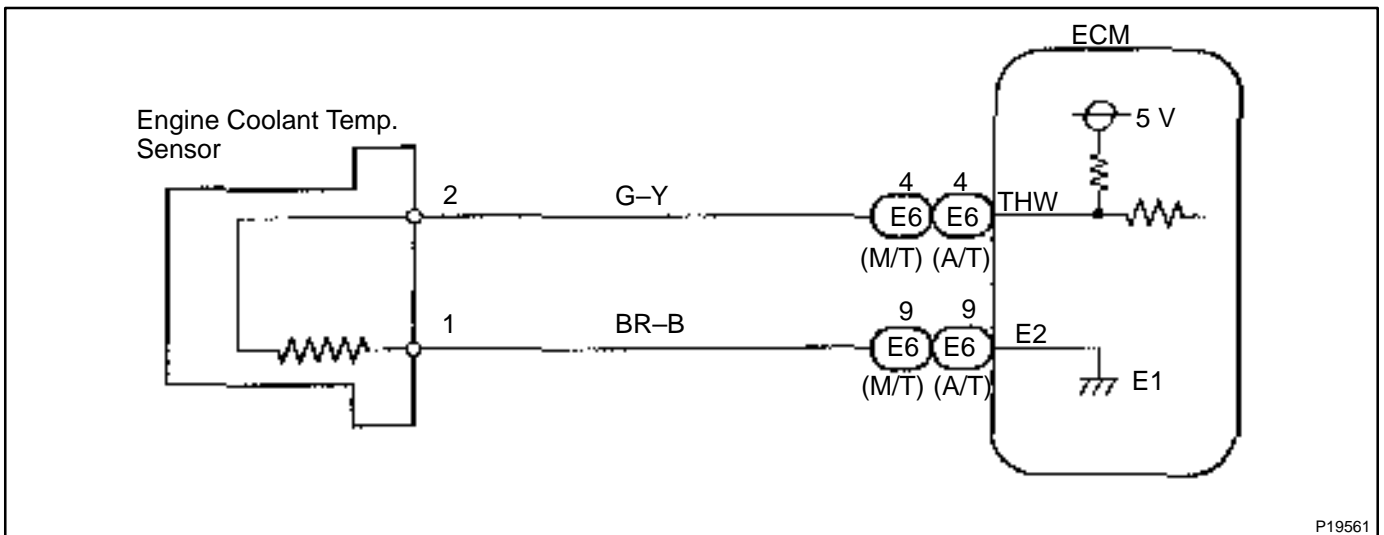 ECM
Engine Coolant Temp.
Sensor
5 V
2
G–Y
4
4
E6
E6
THW
(M/T)
(A/T)
1
BR–B
9
9
E6
E6
E2
(M/T)
(A/T)
E1
P19561